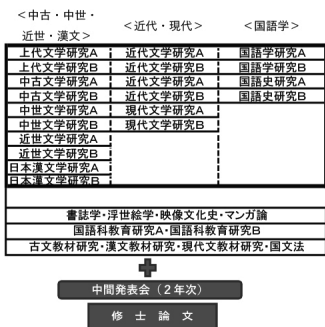 ＜中古・中世・
近世・漢文＞
＜近代・現代＞
＜国語学＞
上代文学研究A 近代文学研究A 国語学研究A
上代文学研究B 近代文学研究B 国語学研究B
中古文学研究A 近代文学研究A 国語史研究A
中古文学研究B 近代文学研究B 国語史研究B
中世文学研究A 現代文学研究A
中世文学研究B 現代文学研究B
近世文学研究A
近世文学研究B
日本漢文学研究A
日本漢文学研究B
書誌学・浮世絵学・映像文化史・マンガ論
国語科教育研究A・国語科教育研究B
古文教材研究・漢文教材研究・現代文教材研究・国文法
中間発表会（２年次）
修士論文